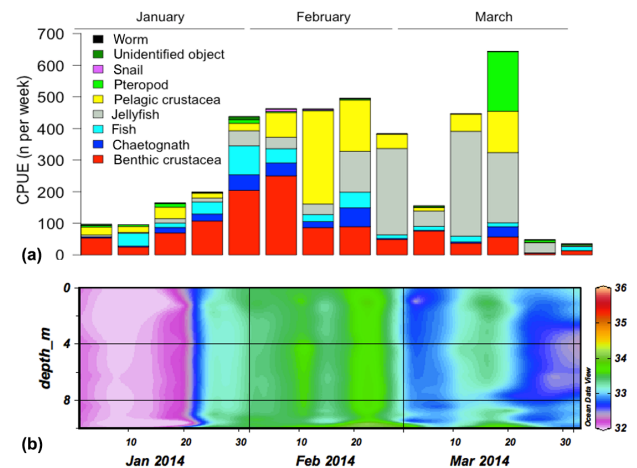 January February March
(a)
CPUE (n per week)
700
600
500
400
300
200
100
0
Worm
Unidentified object
Snail
Pteropod
Pelagic crustacea
Jellyfish
Fish
Chaetognath
Benthic crustacea
(b)
depth_m
0
4
8
10 20 30 10 20 10 20 30
Jan 2014 Feb 2014 Mar 2014
36
35
34
33
32
Ocean Data View